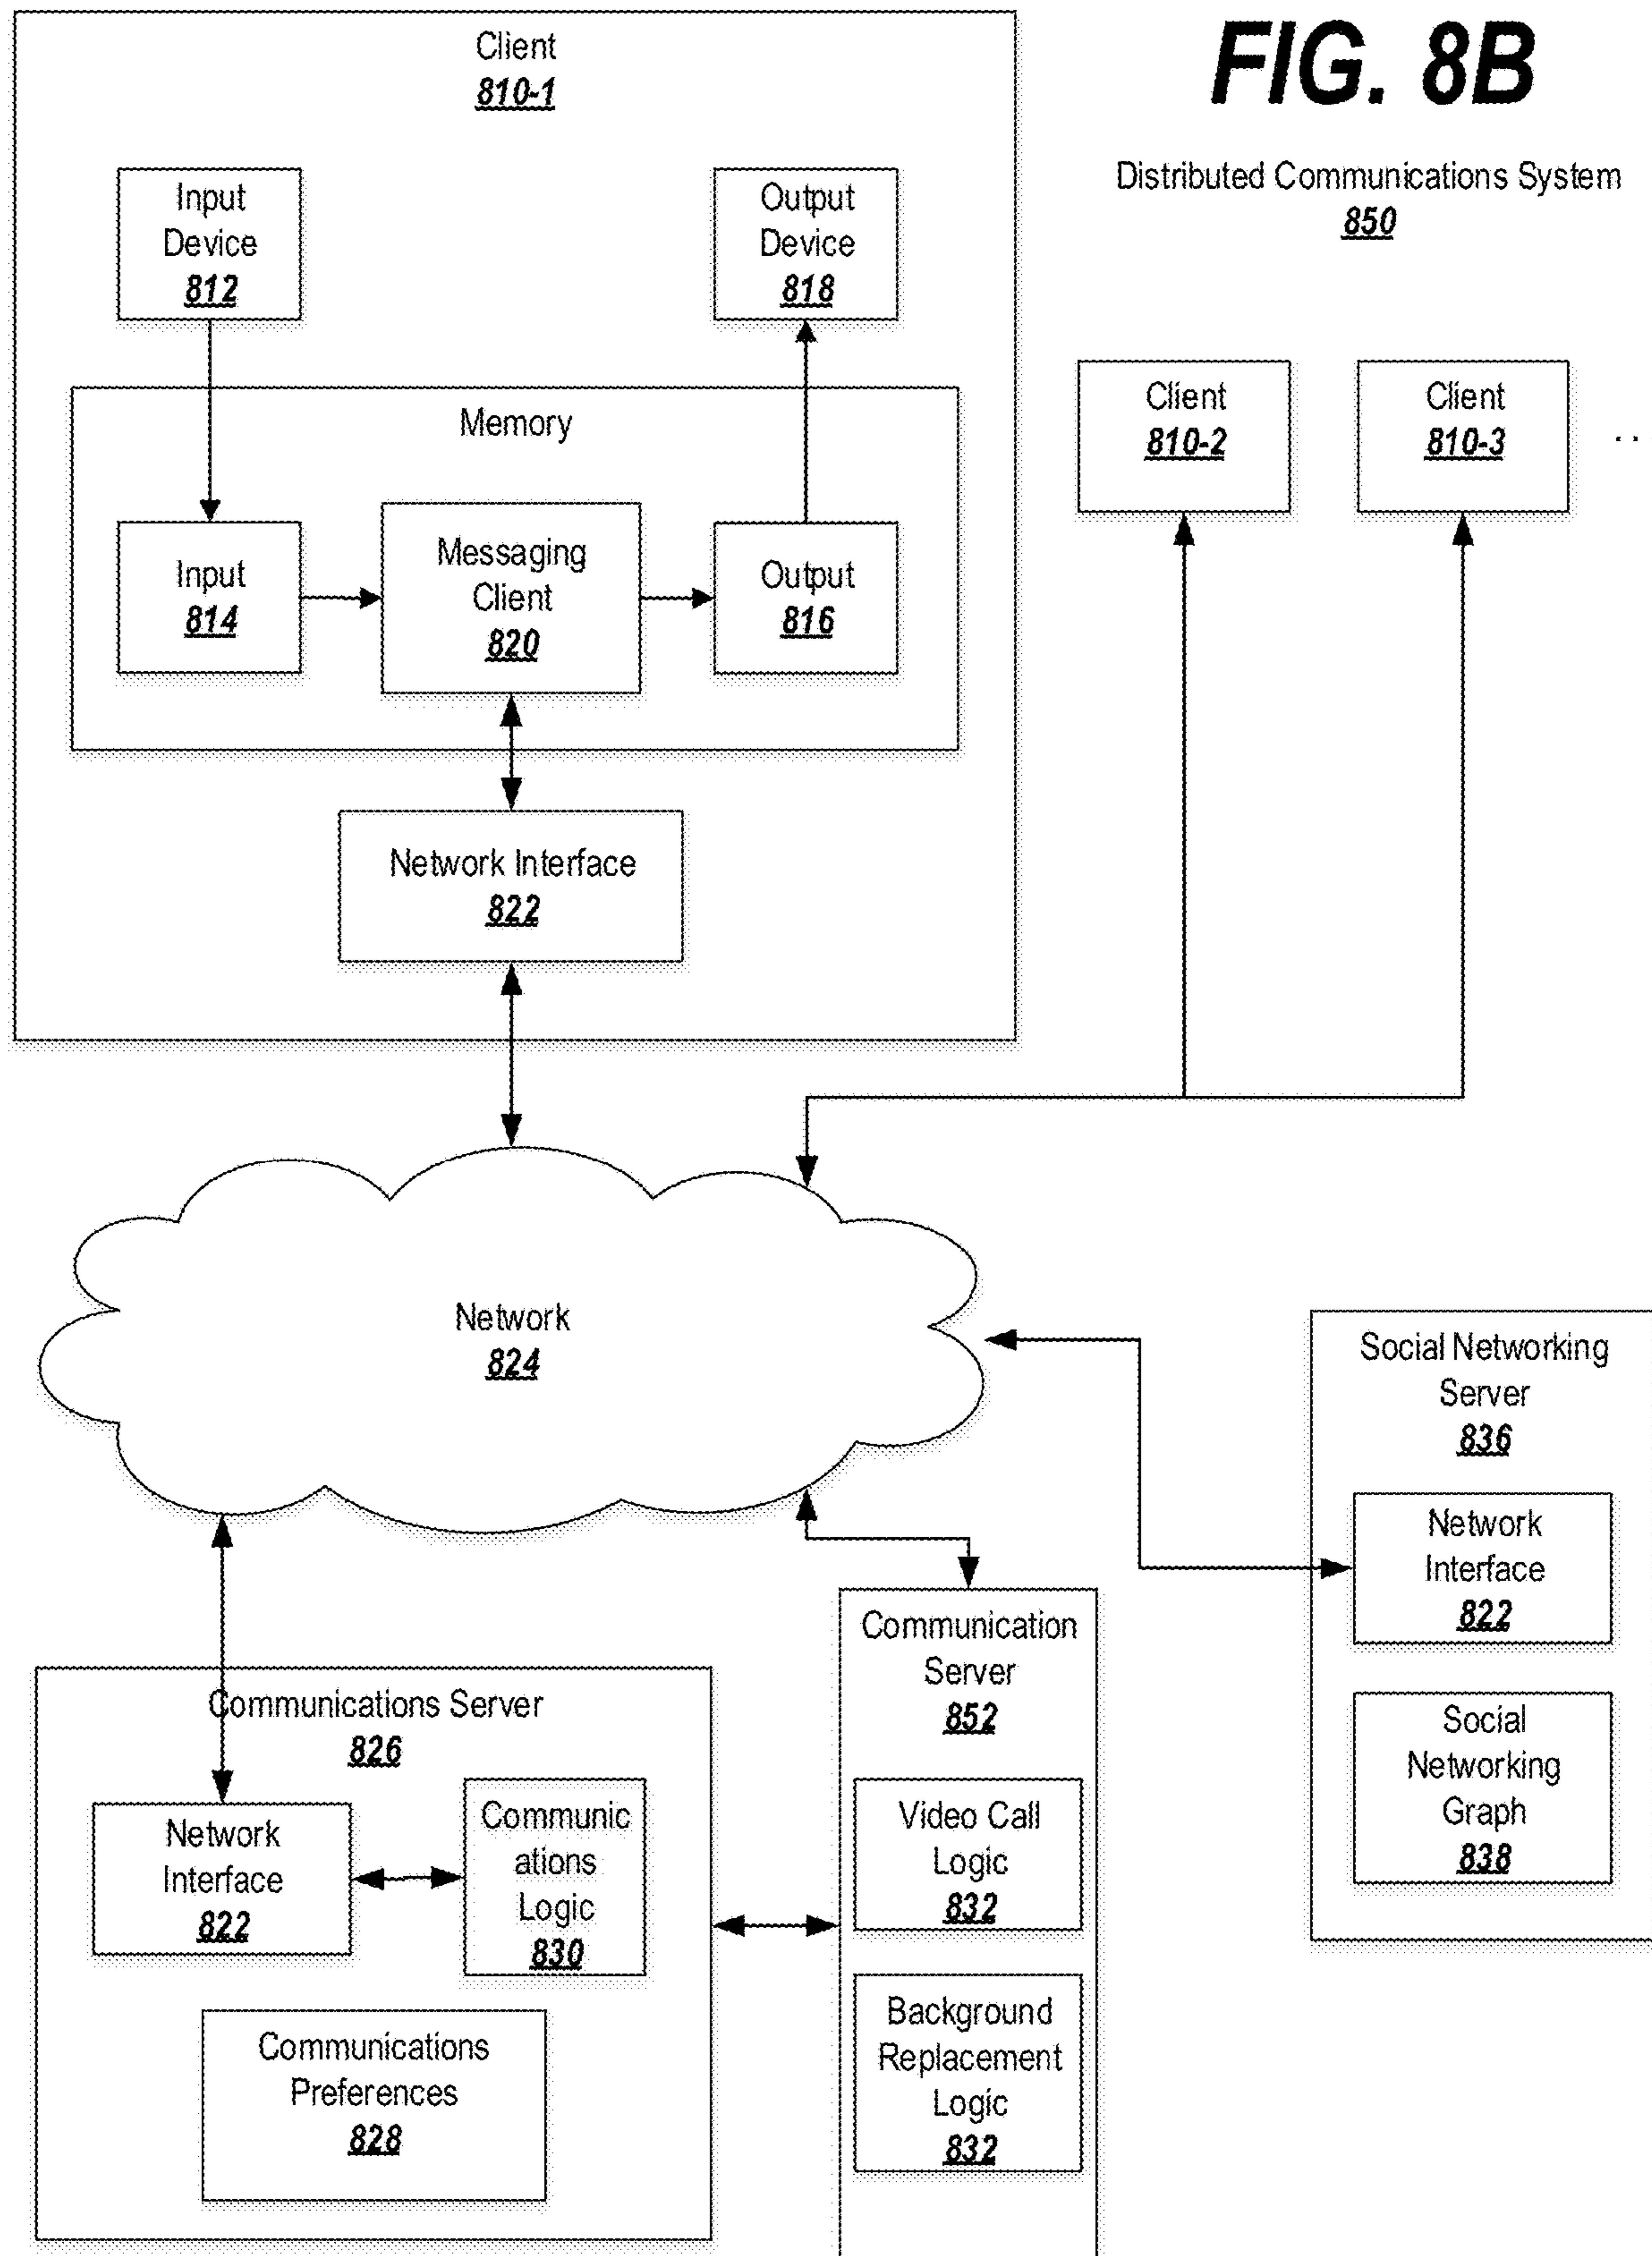 FIG. 8B
Distributed Communications System
850
Client
810-1
Input
Device
812
Output
Device
818
Memory
Input
814
Messaging
Client
820
Output
816
Network Interface
822
Client
810-2
Client
810-3
. .
Network
824
Social Networking
Server
836
Network
Interface
822
Social
Networking
Graph
838
Communications Server
826
Network
Interface
822
Communic
ations
Logic
830
Communications
Preferences
828
Communication
Server
852
Video Call
Logic
832
Background
Replacement
Logic
832